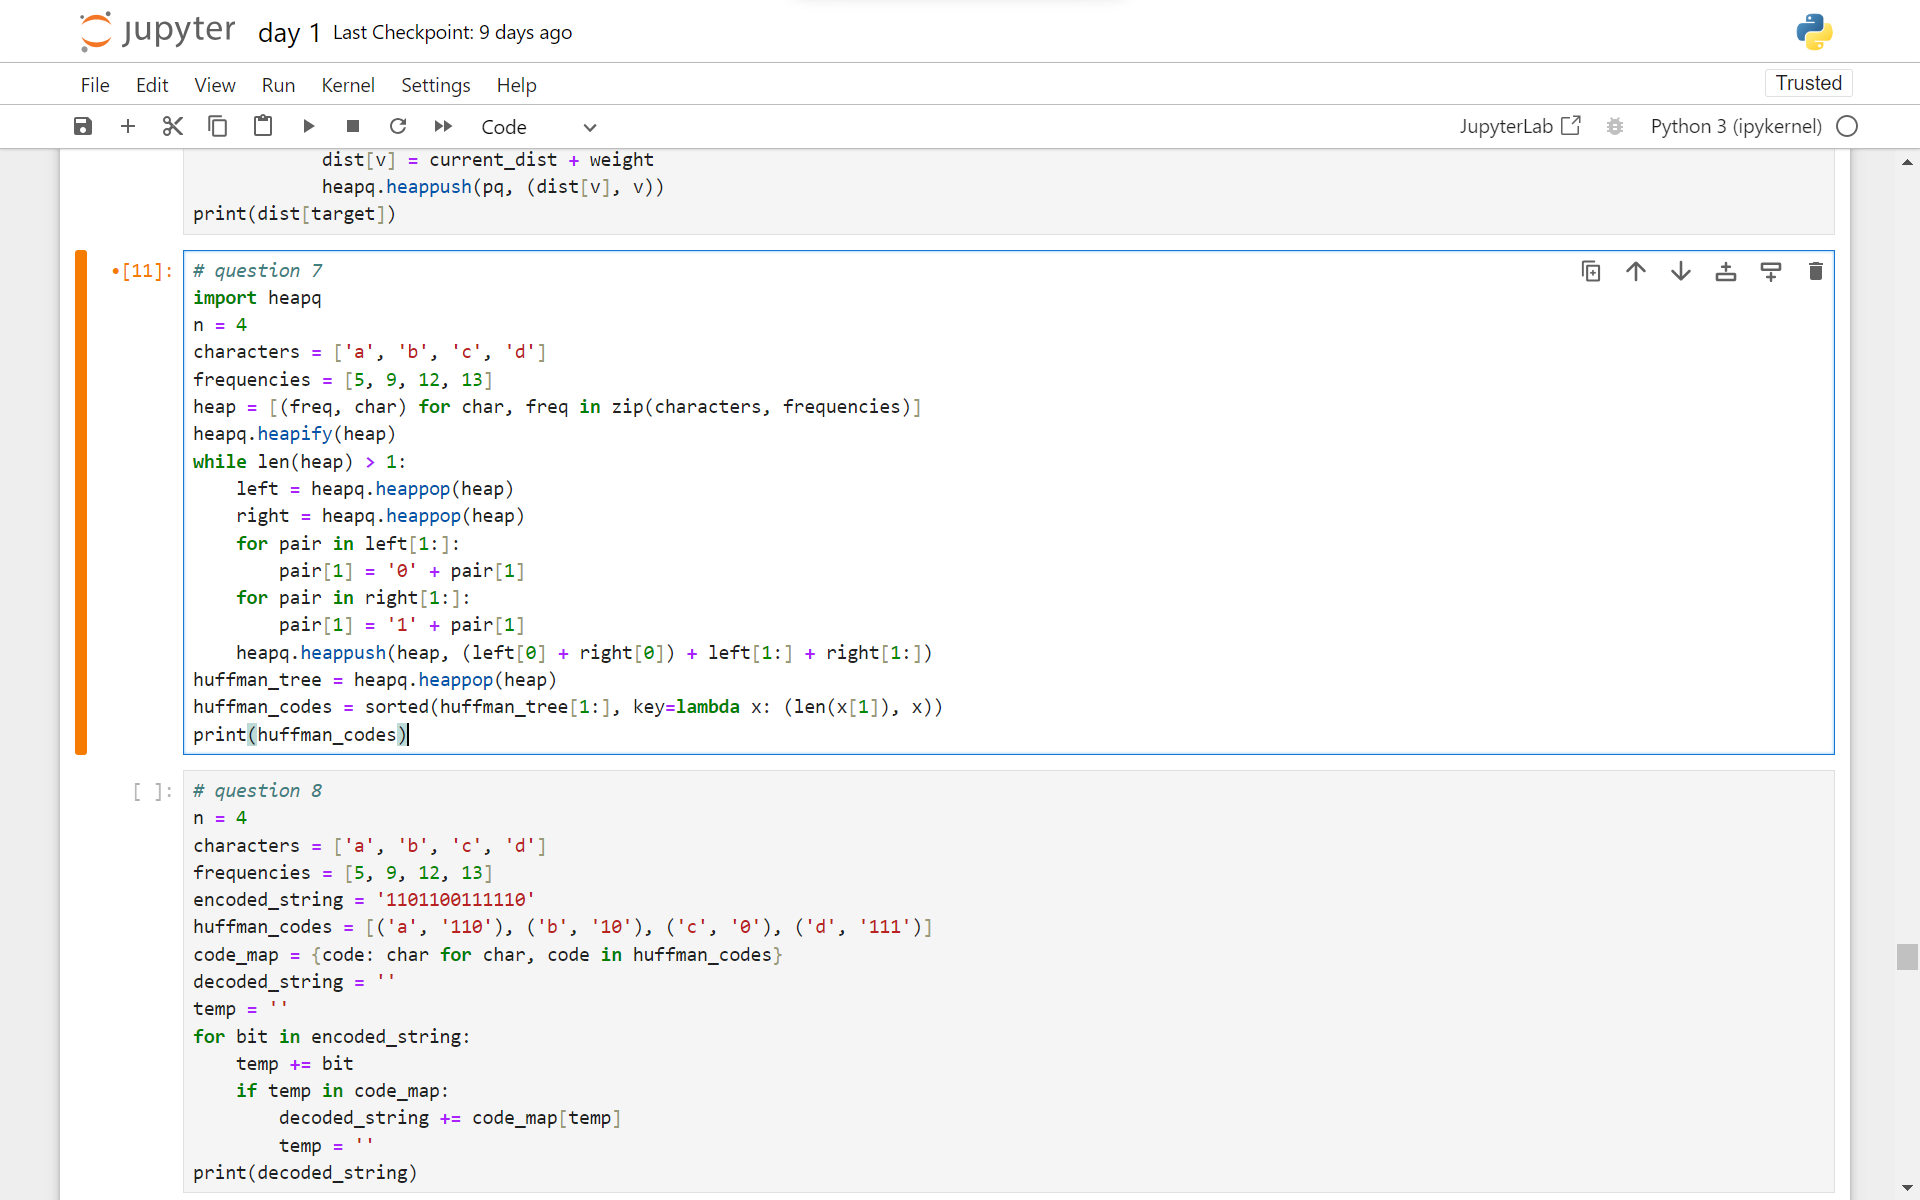 jupyter day 1 Last Checkpoint: 9 days ago
File Edit View Run Kernel Settings Help Trusted
Code JupyterLab Python 3 (ipykernel)
            dist[v] = current_dist + weight
            heapq.heappush(pq, (dist[v], v))
print(dist[target])
•[11]: # question 7
import heapq
n = 4
characters = ['a', 'b', 'c', 'd']
frequencies = [5, 9, 12, 13]
heap = [(freq, char) for char, freq in zip(characters, frequencies)]
heapq.heapify(heap)
while len(heap) > 1:
    left = heapq.heappop(heap)
    right = heapq.heappop(heap)
    for pair in left[1:]:
        pair[1] = '0' + pair[1]
    for pair in right[1:]:
        pair[1] = '1' + pair[1]
    heapq.heappush(heap, (left[0] + right[0]) + left[1:] + right[1:])
huffman_tree = heapq.heappop(heap)
huffman_codes = sorted(huffman_tree[1:], key=lambda x: (len(x[1]), x))
print(huffman_codes)
[ ]: # question 8
n = 4
characters = ['a', 'b', 'c', 'd']
frequencies = [5, 9, 12, 13]
encoded_string = '1101100111110'
huffman_codes = [('a', '110'), ('b', '10'), ('c', '0'), ('d', '111')]
code_map = {code: char for char, code in huffman_codes}
decoded_string = ''
temp = ''
for bit in encoded_string:
    temp += bit
    if temp in code_map:
        decoded_string += code_map[temp]
        temp = ''
print(decoded_string)